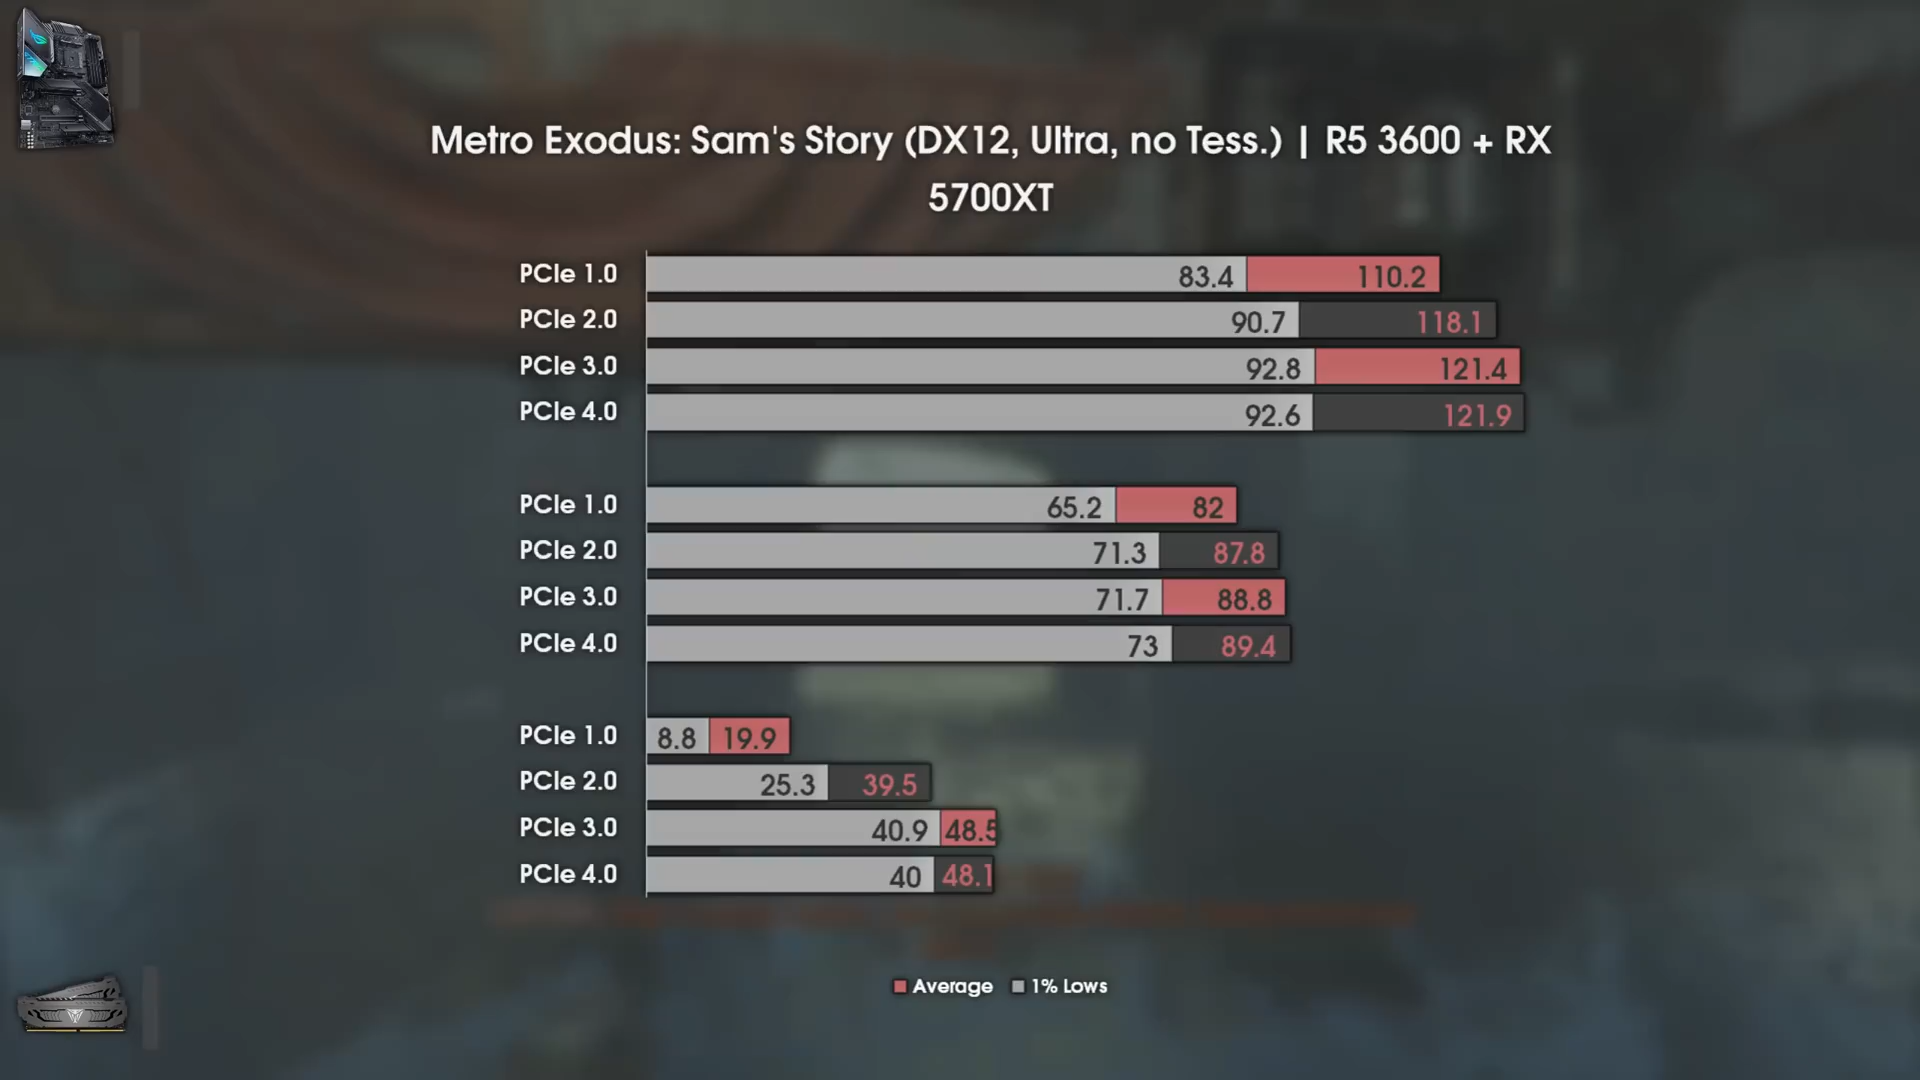 Metro Exodus: Sam's Story (DX12, Ultra, no Tess.) | R5 3600 + RX
5700XT
PCIe 1.0 83.4 110.2
PCIe 2.0 90.7 118.1
PCIe 3.0 92.8 121.4
PCIe 4.0 92.6 121.9
PCIe 1.0 65.2 82
PCIe 2.0 71.3 87.8
PCIe 3.0 71.7 88.8
PCIe 4.0 73 89.4
PCIe 1.0 8.8 19.9
PCIe 2.0 25.3 39.5
PCIe 3.0 40.9 48.5
PCIe 4.0 40 48.1
Average 1% Lows